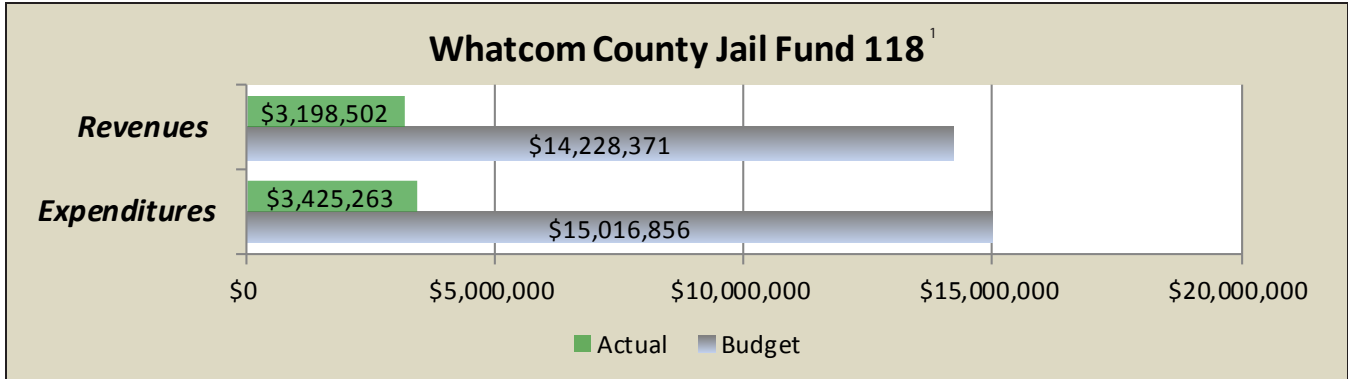 Whatcom County Jail Fund 118 1
Revenues
$3,198,502
$14,228,371
Expenditures
$3,425,263
$15,016,856
$0 $5,000,000 $10,000,000 $15,000,000 $20,000,000
Actual Budget